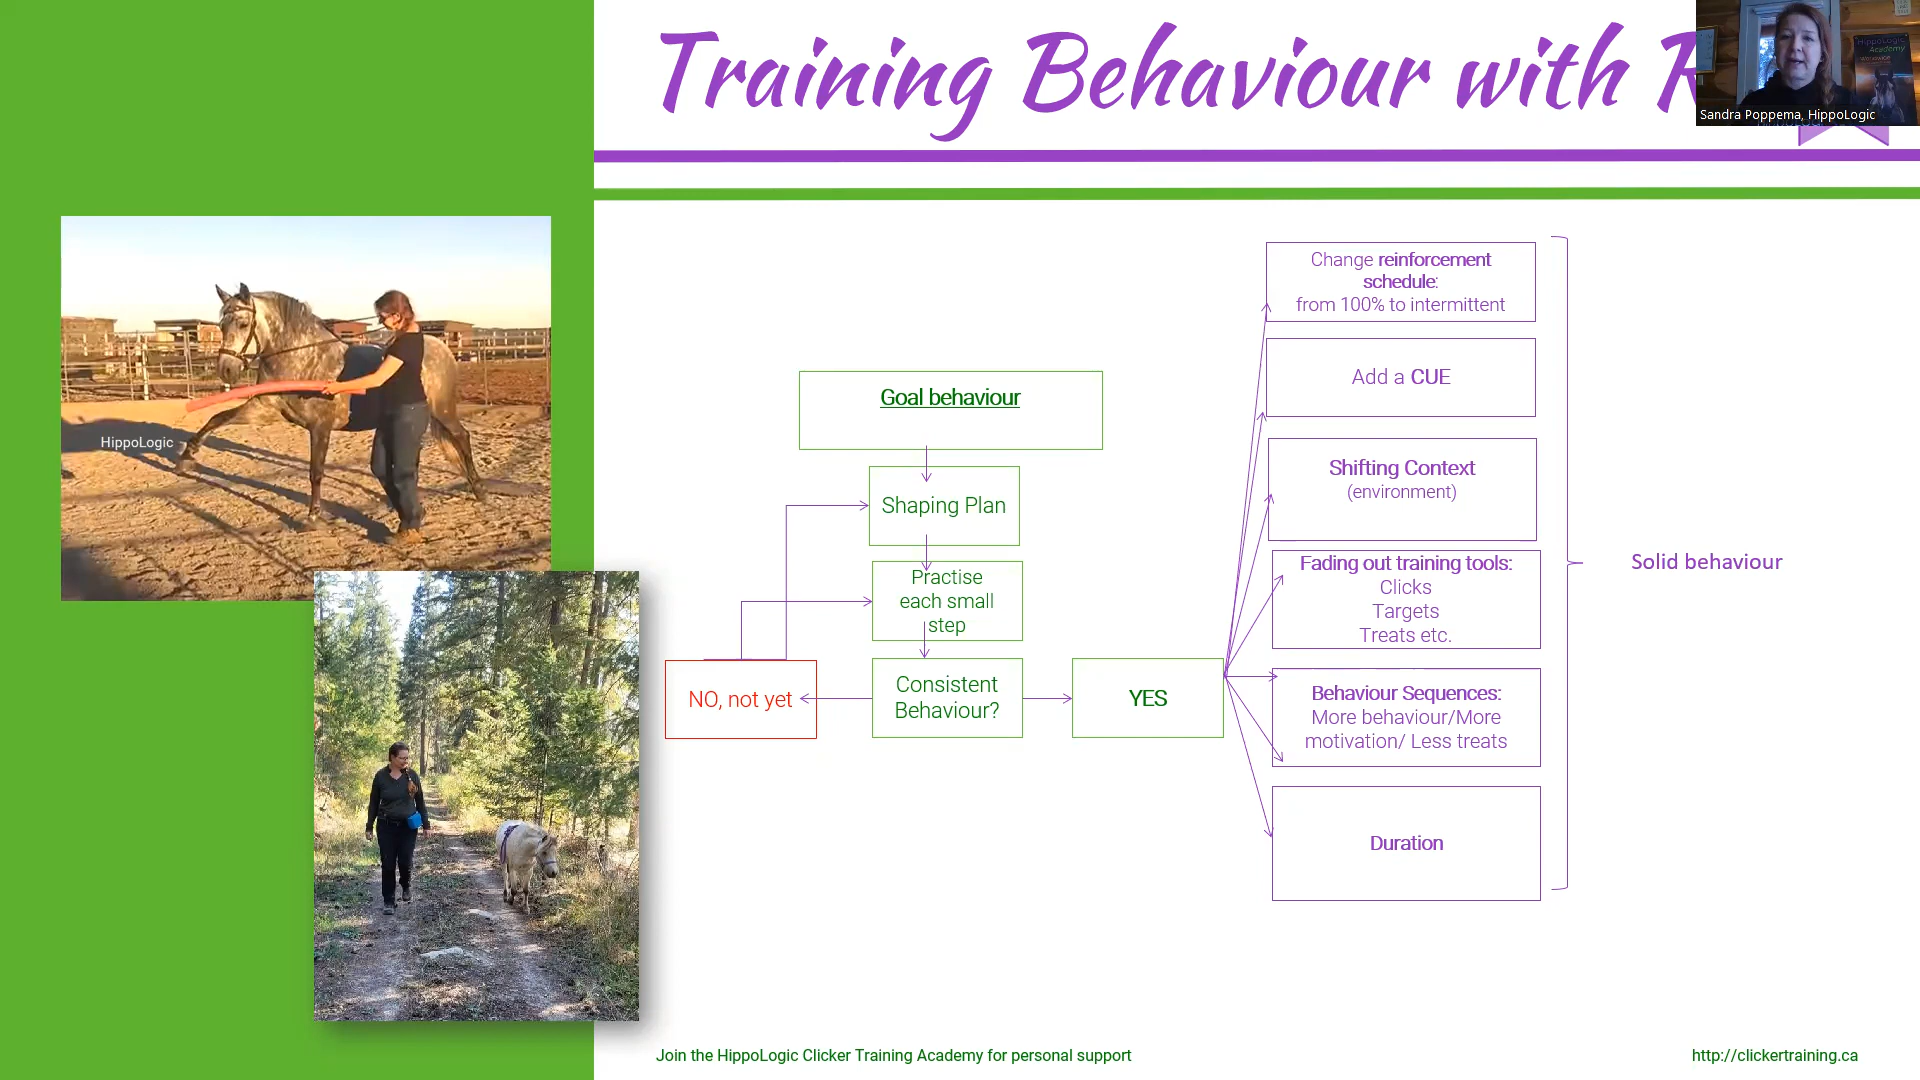 Training Behaviour with R
Sandra Poppema, HippoLogic
HippoLogic
Academy
HippoLogic
Goal behaviour
Shaping Plan
Practise
each small
step
Consistent
Behaviour?
NO, not yet
YES
Change reinforcement
schedule:
from 100% to intermittent
Add a CUE
Shifting Context
(environment)
Fading out training tools:
Clicks
Targets
Treats etc.
Behaviour Sequences:
More behaviour/More
motivation/ Less treats
Duration
Solid behaviour
Join the HippoLogic Clicker Training Academy for personal support
http://clickertraining.ca